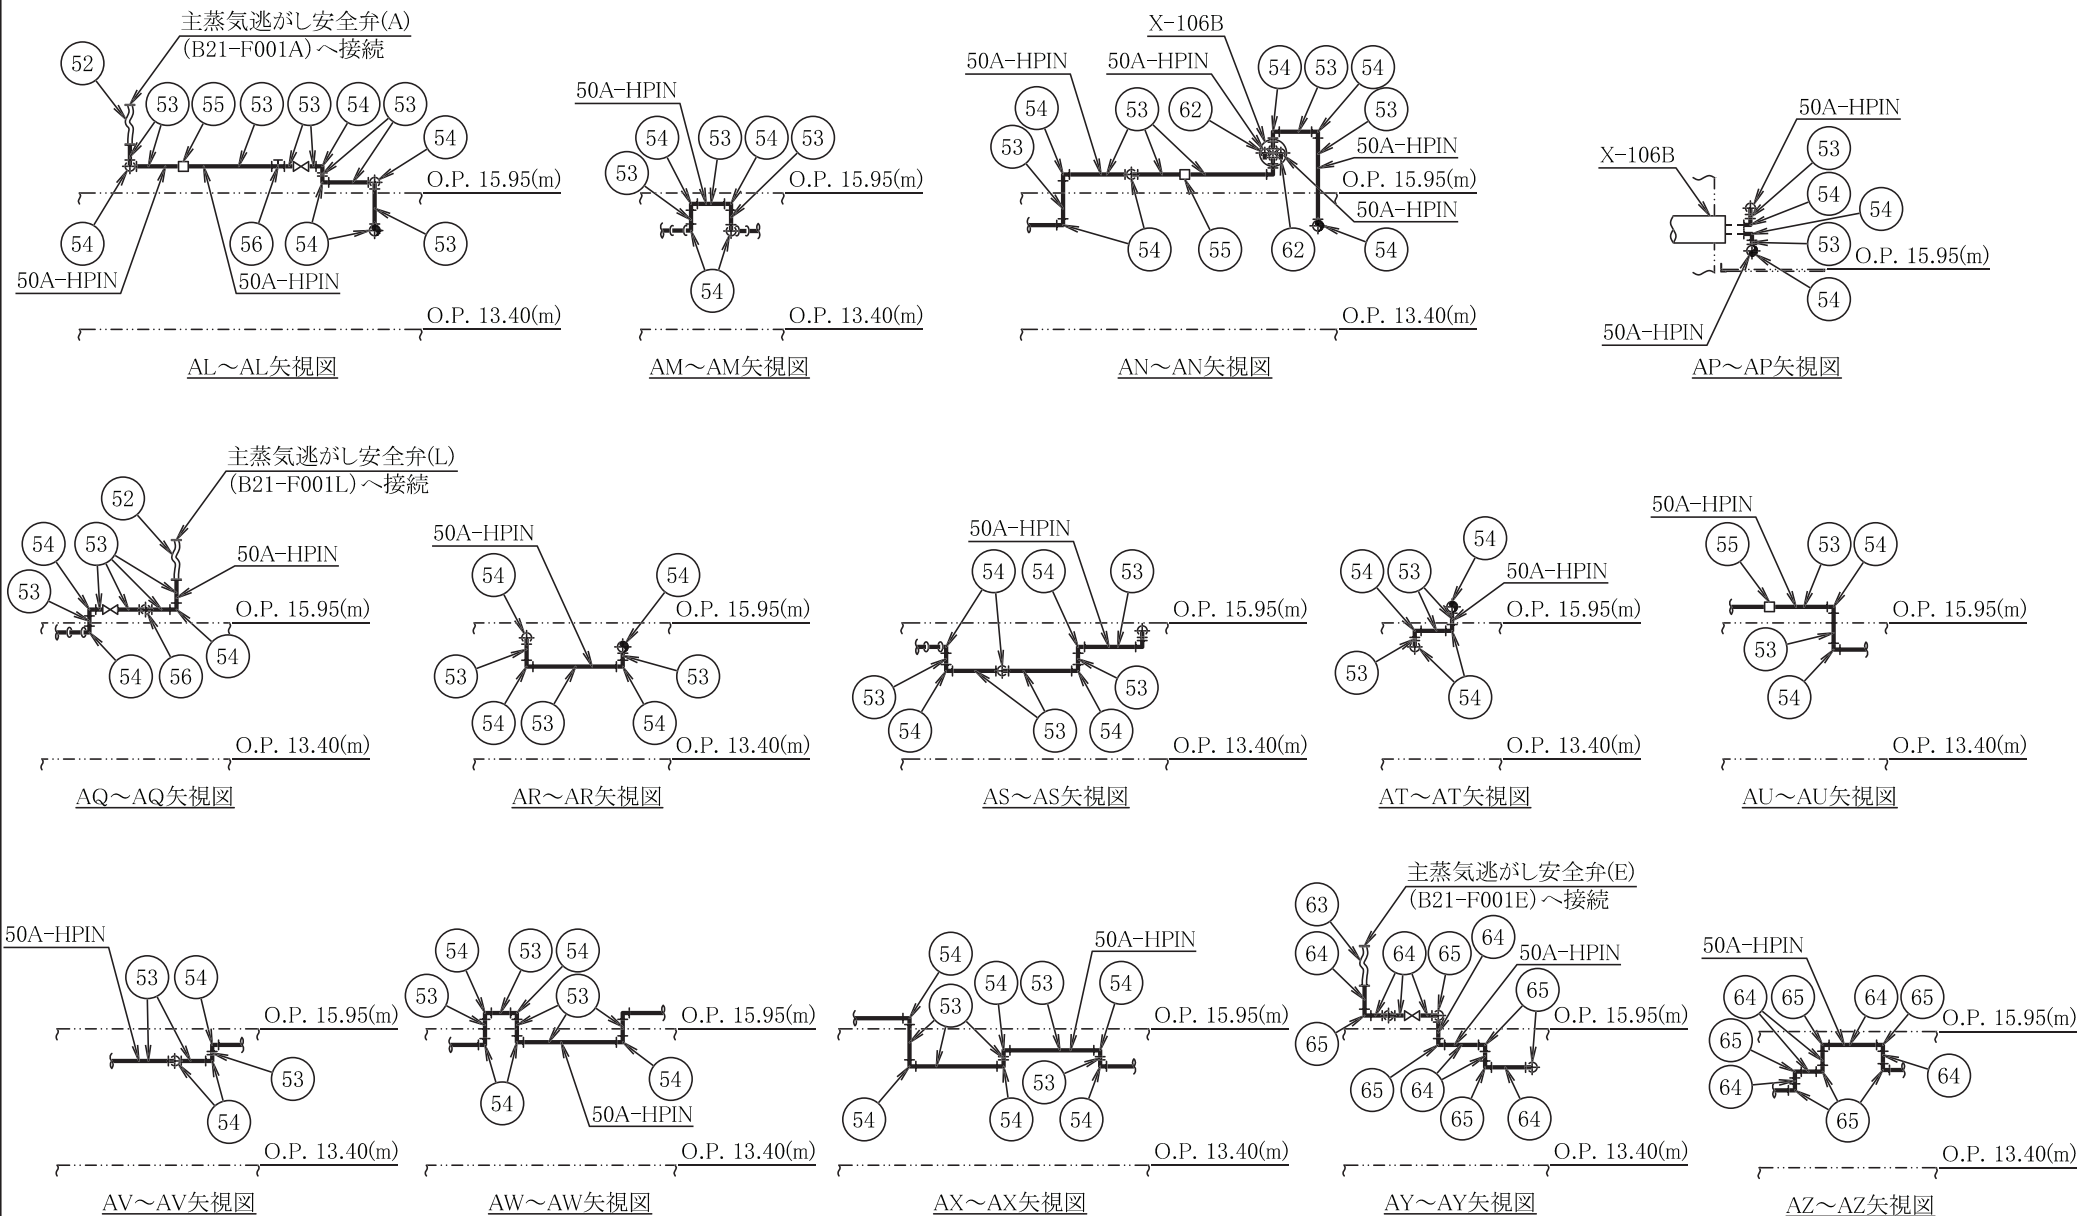 主蒸気逃がし安全弁(A)
(B21-F001A)へ接続
52
53
55
53
53
54
53
54
O.P. 15.95(m)
54
56
54
53
50A-HPIN
50A-HPIN
O.P. 13.40(m)
AL～AL矢視図
50A-HPIN
54
53
54
53
53
O.P. 15.95(m)
54
O.P. 13.40(m)
AM～AM矢視図
X-106B
50A-HPIN
50A-HPIN
54
53
54
54
53
62
53
53
50A-HPIN
O.P. 15.95(m)
50A-HPIN
54
55
62
54
O.P. 13.40(m)
AN～AN矢視図
50A-HPIN
X-106B
53
54
54
53
O.P. 15.95(m)
54
50A-HPIN
AP～AP矢視図
主蒸気逃がし安全弁(L)
(B21-F001L)へ接続
52
54
53
50A-HPIN
53
O.P. 15.95(m)
54
56
54
O.P. 13.40(m)
AQ～AQ矢視図
50A-HPIN
54
54
O.P. 15.95(m)
53
53
54
53
54
O.P. 13.40(m)
AR～AR矢視図
50A-HPIN
54
54
53
O.P. 15.95(m)
53
53
54
53
54
O.P. 13.40(m)
AS～AS矢視図
54
54
53
50A-HPIN
O.P. 15.95(m)
53
54
O.P. 13.40(m)
AT～AT矢視図
50A-HPIN
55
53
54
O.P. 15.95(m)
53
54
O.P. 13.40(m)
AU～AU矢視図
50A-HPIN
53
54
O.P. 15.95(m)
53
54
O.P. 13.40(m)
AV～AV矢視図
54
53
54
53
53
O.P. 15.95(m)
54
54
50A-HPIN
O.P. 13.40(m)
AW～AW矢視図
50A-HPIN
54
54
53
54
53
O.P. 15.95(m)
53
54
54
54
O.P. 13.40(m)
AX～AX矢視図
主蒸気逃がし安全弁(E)
(B21-F001E)へ接続
63
64
64
65
64
50A-HPIN
65
O.P. 15.95(m)
65
65
64
65
64
O.P. 13.40(m)
AY～AY矢視図
50A-HPIN
64
65
64
65
O.P. 15.95(m)
65
64
64
65
O.P. 13.40(m)
AZ～AZ矢視図